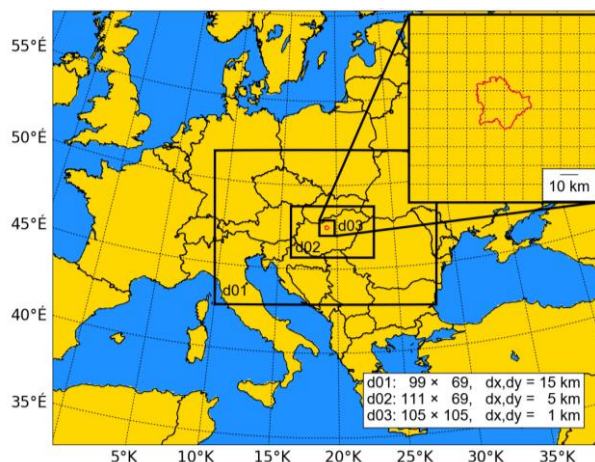 55°É
50°É
45°É
40°É
35°É
10 km
d03
d02
d01
d01: 99 × 69, dx,dy = 15 km
d02: 111 × 69, dx,dy = 5 km
d03: 105 × 105, dx,dy = 1 km
5°K 10°K 15°K 20°K 25°K 30°K 35°K